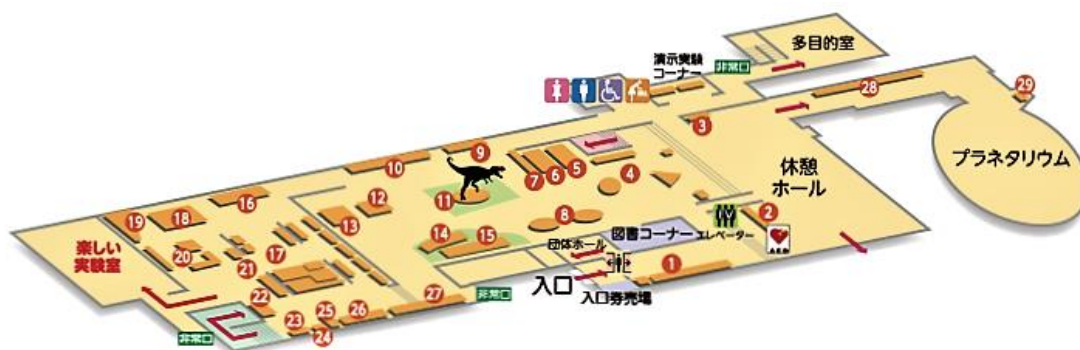 多目的室
演示実験
コーナー
非常口
28
29
3
プラネタリウム
休憩
ホール
9
10
7
6
5
4
11
12
16
13
19
18
8
2
エレベーター
AED
図書コーナー
団体ホール
14
15
17
20
21
楽しい
実験室
1
入口
入口券売場
22
27
非常口
25
26
23
24
非常口